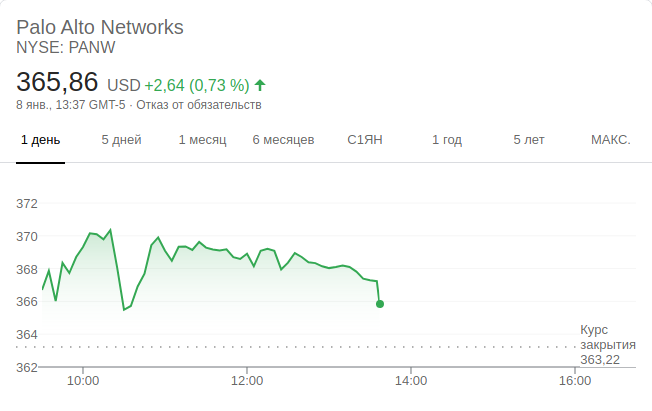 Palo Alto Networks
NYSE: PANW
365,86 USD +2,64 (0,73 %)
8 янв., 13:37 GMT-5 · Отказ от обязательств
1 день 5 дней 1 месяц 6 месяцев С1ЯН 1 год 5 лет МАКС.
372
370
368
366
364
Курс
закрытия
363,22
362
10:00 12:00 14:00 16:00